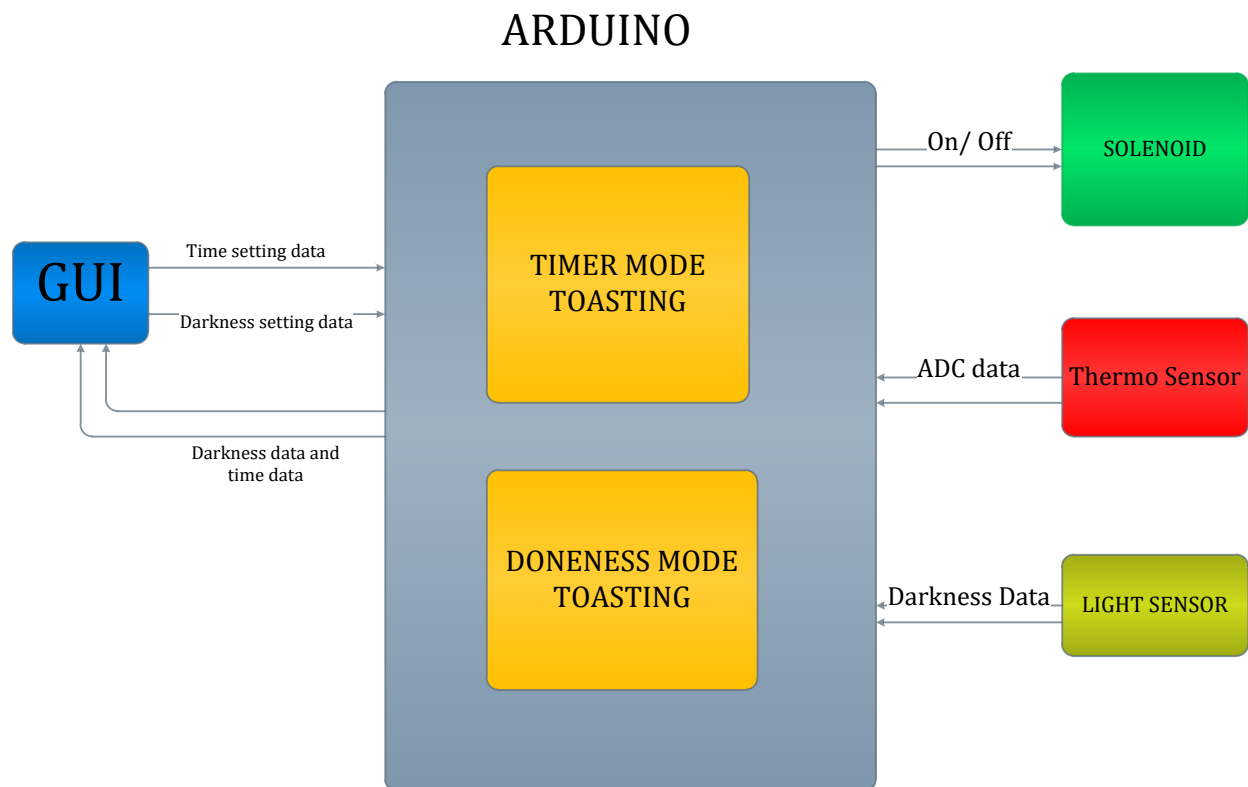 ARDUINO
On/ Off
SOLENOID
TIMER MODE
TOASTING
GUI
Time setting data
Darkness setting data
ADC data
Thermo Sensor
Darkness data and
time data
DONENESS MODE
TOASTING
Darkness Data
LIGHT SENSOR